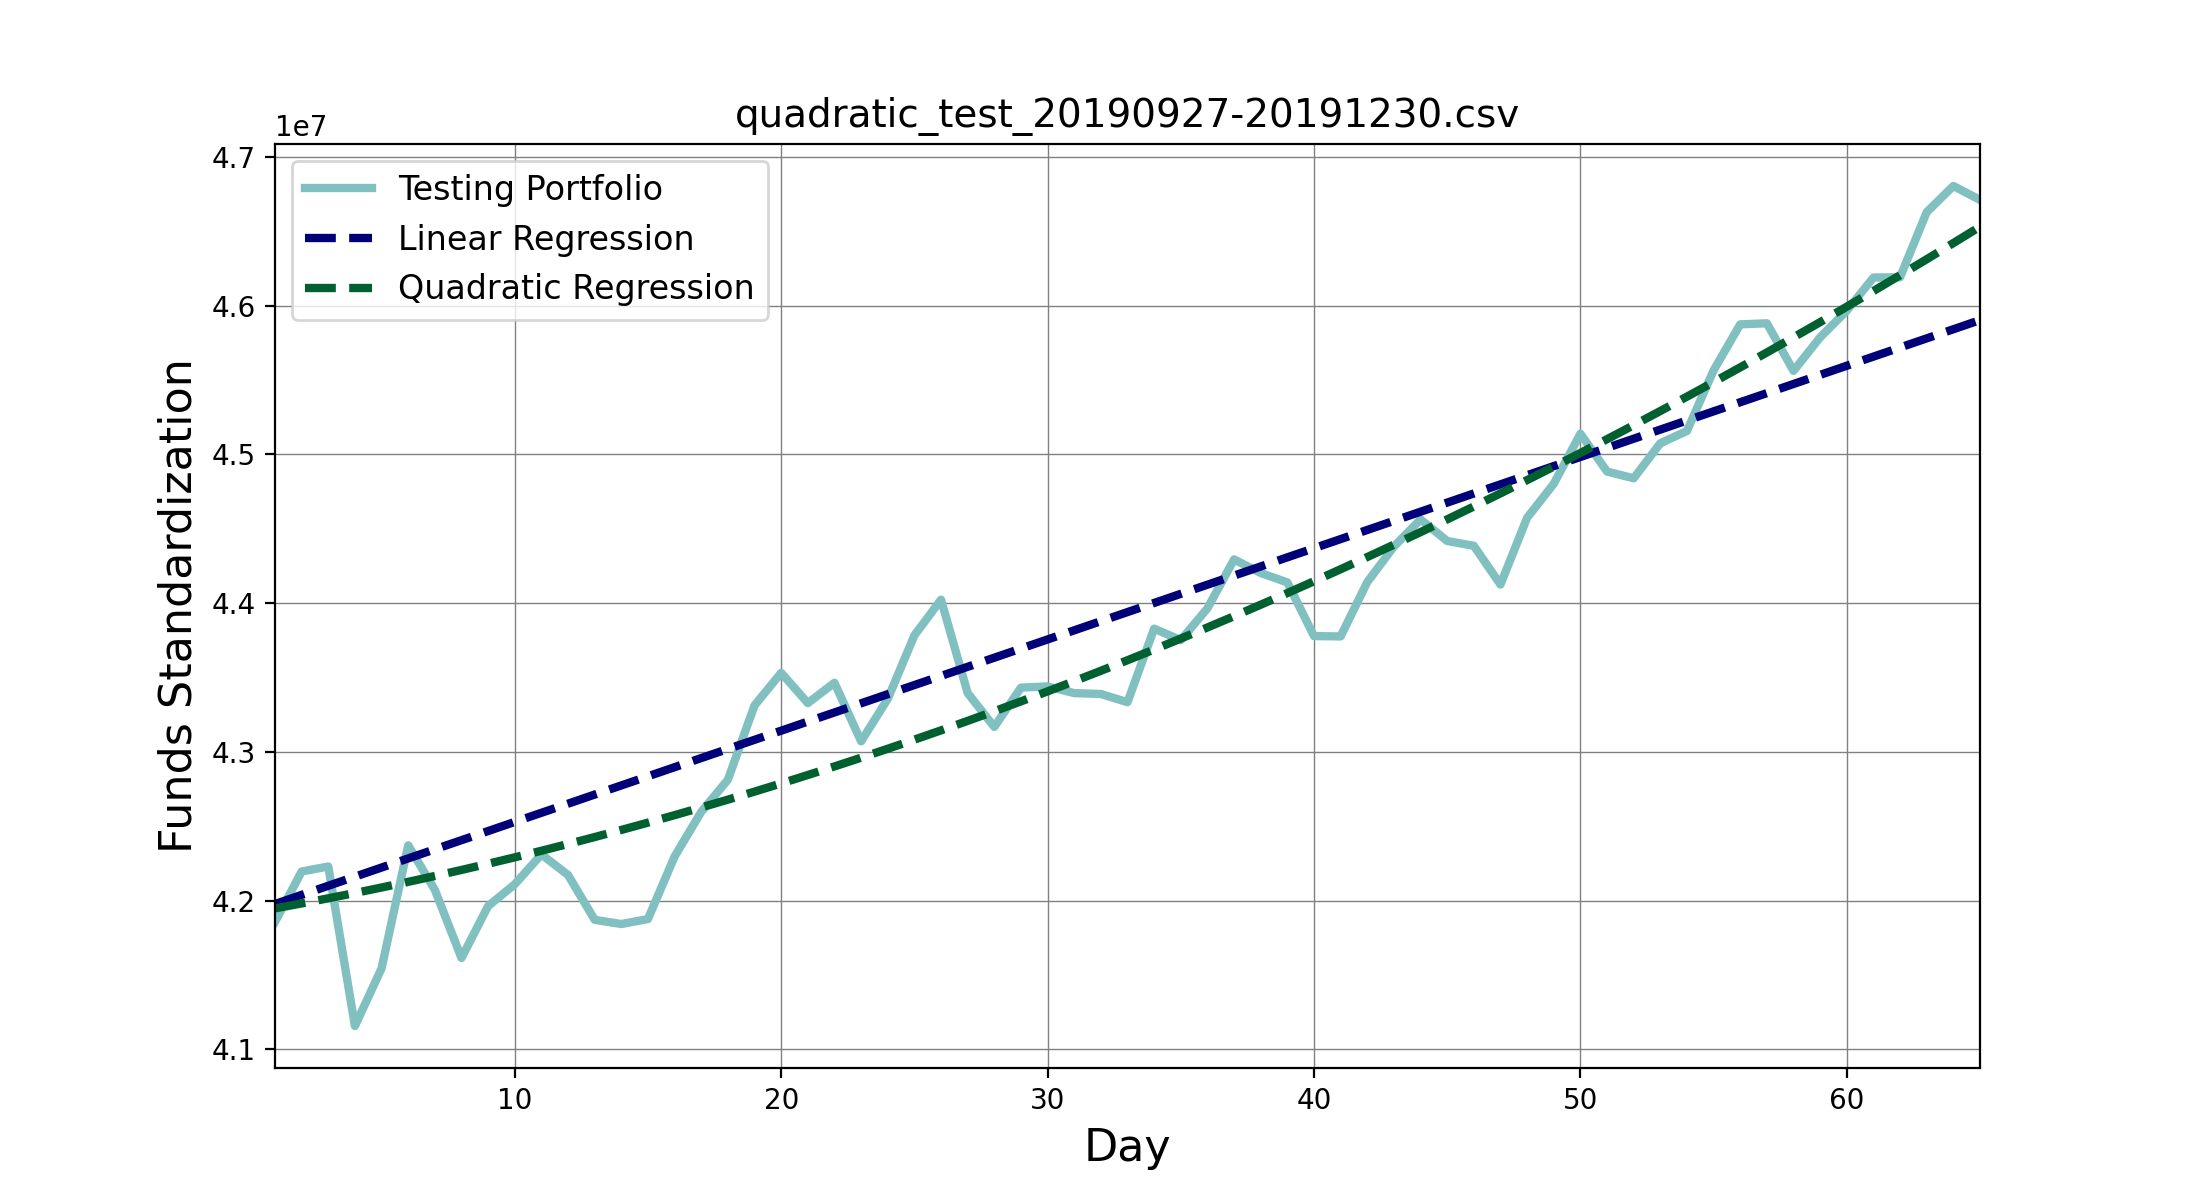 quadratic_test_20190927-20191230.csv
1e7
Testing Portfolio
Linear Regression
Quadratic Regression
4.7
4.6
4.5
4.4
4.3
4.2
4.1
Funds Standardization
10 20 30 40 50 60
Day